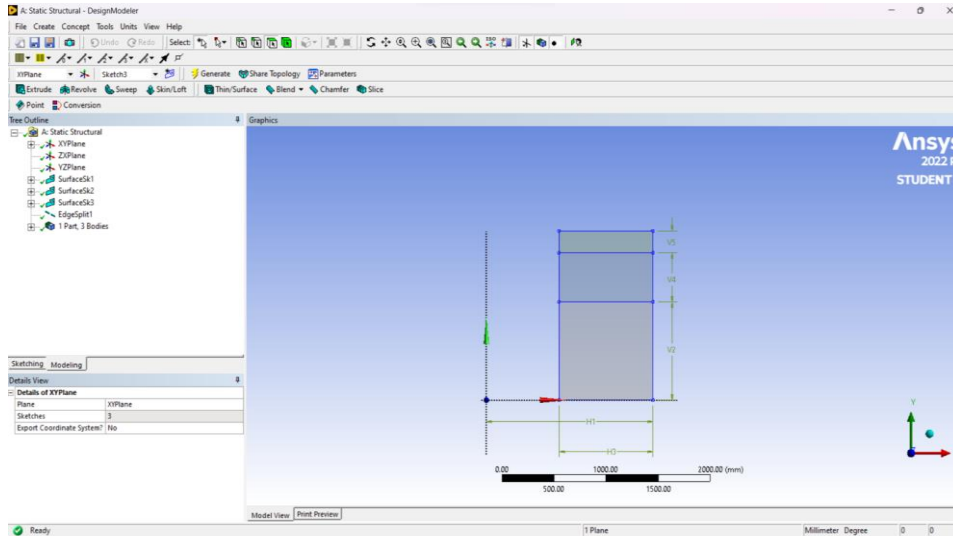 A: Static Structural - DesignModeler
File Create Concept Tools Units View Help
Undo Redo Select:
XYPlane Sketch3 Generate Share Topology Parameters
Extrude Revolve Sweep Skin/Loft Thin/Surface Blend Chamfer Slice
Point Conversion
Tree Outline
A: Static Structural
XYPlane
ZXPlane
YZPlane
SurfaceSk1
SurfaceSk2
SurfaceSk3
EdgeSplit1
1 Part, 3 Bodies
Sketching Modeling
Details View
Details of XYPlane
Plane XYPlane
Sketches 3
Export Coordinate System? No
Graphics
Ansys
2022
STUDENT
V5
V4
V2
H1
Y
0.00 1000.00 2000.00 (mm)
500.00 1500.00
Model View Print Preview
Ready 1 Plane Millimeter Degree 0 0